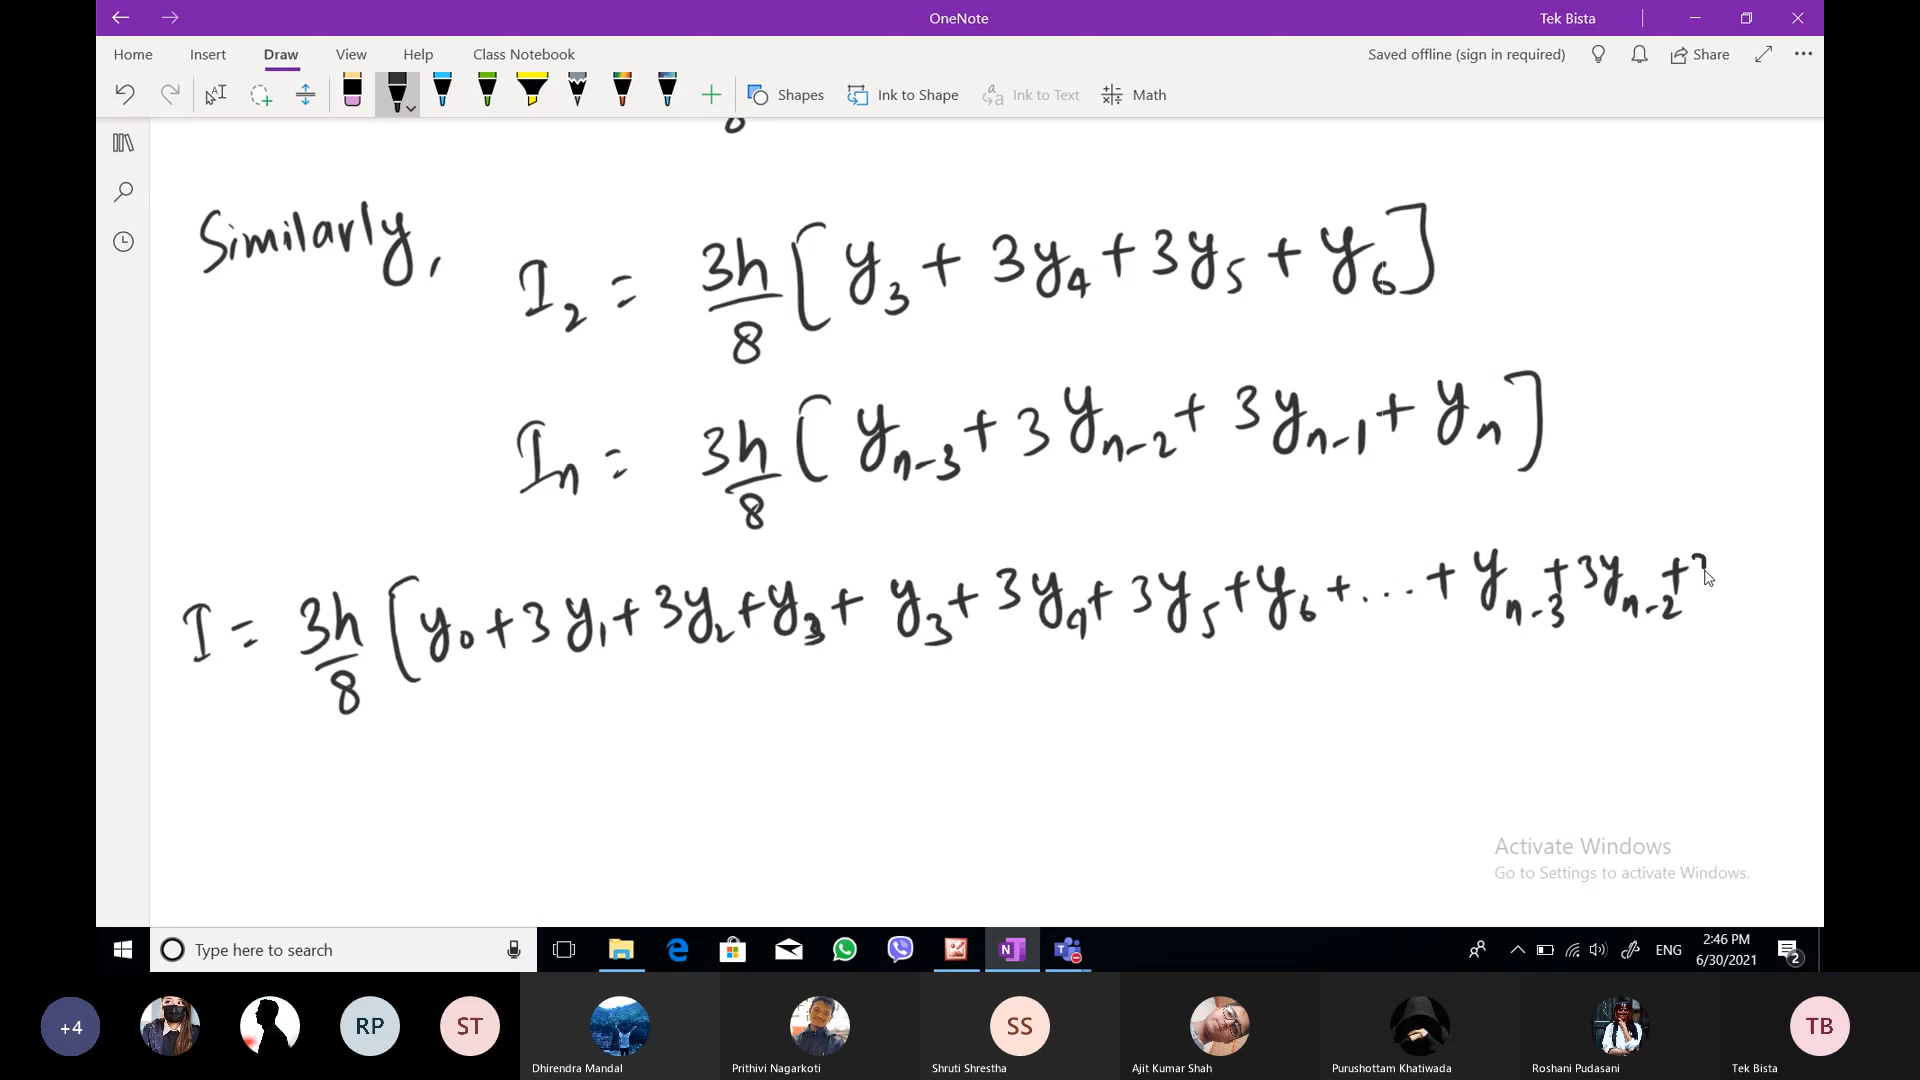 OneNote
Tek Bista
Home Insert Draw View Help Class Notebook
Saved offline (sign in required) Share
Shapes Ink to Shape Ink to Text Math
8
Similarly,
I₂ = 3h/8 [y₃ + 3y₄ + 3y₅ + y₆]
Iₙ = 3h/8 [yₙ₋₃ + 3yₙ₋₂ + 3yₙ₋₁ + yₙ]
I = 3h/8 [y₀ + 3y₁ + 3y₂ + y₃ + y₃ + 3y₄ + 3y₅ + y₆ + ... + yₙ₋₃ + 3yₙ₋₂ +
Activate Windows
Go to Settings to activate Windows.
Type here to search
ENG
2:46 PM
6/30/2021
2
+4
RP
ST
SS
TB
Dhirendra Mandal
Prithivi Nagarkoti
Shruti Shrestha
Ajit Kumar Shah
Purushottam Khatiwada
Roshani Pudasani
Tek Bista